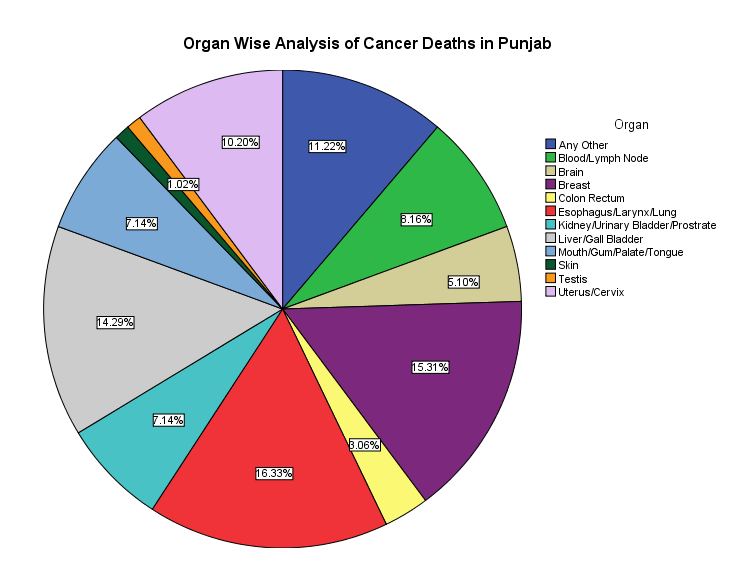 Organ Wise Analysis of Cancer Deaths in Punjab
Organ
Any Other
Blood/Lymph Node
Brain
Breast
Colon Rectum
Esophagus/Larynx/Lung
Kidney/Urinary Bladder/Prostrate
Liver/Gall Bladder
Mouth/Gum/Palate/Tongue
Skin
Testis
Uterus/Cervix
11.22%
8.16%
5.10%
15.31%
3.06%
16.33%
7.14%
14.29%
7.14%
1.02%
10.20%